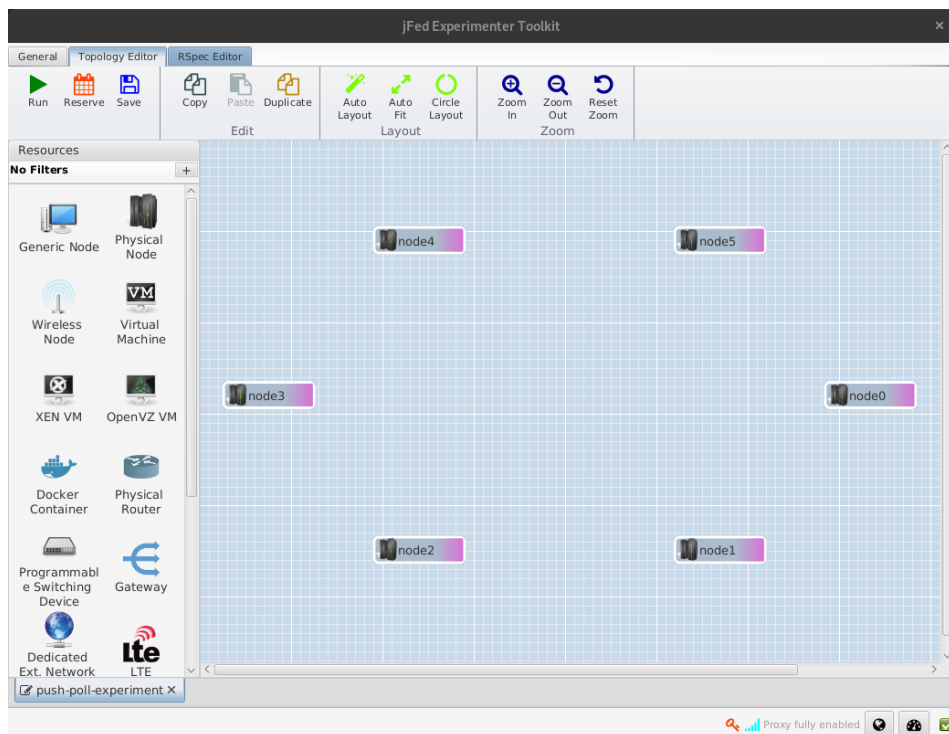 jFed Experimenter Toolkit
General
Topology Editor
RSpec Editor
Run
Reserve
Save
Copy
Paste
Duplicate
Edit
Auto
Layout
Auto
Fit
Circle
Layout
Layout
Zoom
In
Zoom
Out
Reset
Zoom
Zoom
Resources
No Filters
+
Generic Node
Physical
Node
Wireless
Node
VM
Virtual
Machine
XEN VM
OpenVZ VM
Docker
Container
Physical
Router
Programmabl
e Switching
Device
Gateway
Dedicated
Ext. Network
Lte
LTE
node4
node5
node3
node0
node2
node1
push-poll-experiment
Proxy fully enabled